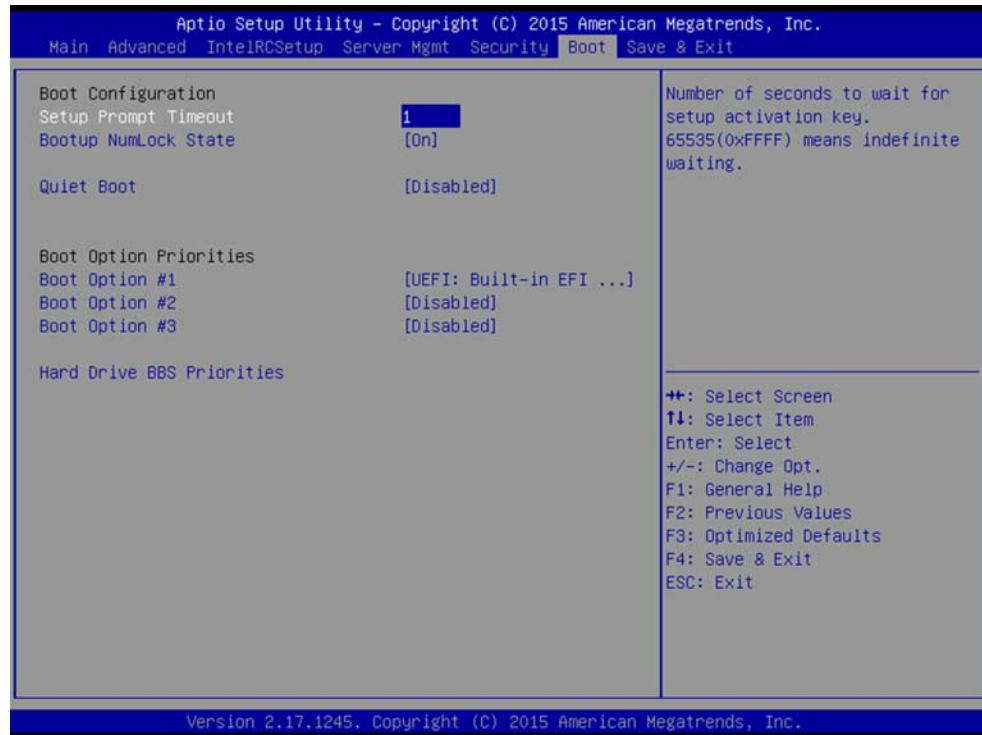 Aptio Setup Utility – Copyright (C) 2015 American Megatrends, Inc.
Main Advanced IntelRCSetup Server Mgmt Security Boot Save & Exit
Boot Configuration
Setup Prompt Timeout 1
Bootup NumLock State [On]
Quiet Boot [Disabled]
Boot Option Priorities
Boot Option #1 [UEFI: Built-in EFI ...]
Boot Option #2 [Disabled]
Boot Option #3 [Disabled]
Hard Drive BBS Priorities
Number of seconds to wait for
setup activation key.
65535(0xFFFF) means indefinite
waiting.
→←: Select Screen
↑↓: Select Item
Enter: Select
+/-: Change Opt.
F1: General Help
F2: Previous Values
F3: Optimized Defaults
F4: Save & Exit
ESC: Exit
Version 2.17.1245. Copyright (C) 2015 American Megatrends, Inc.